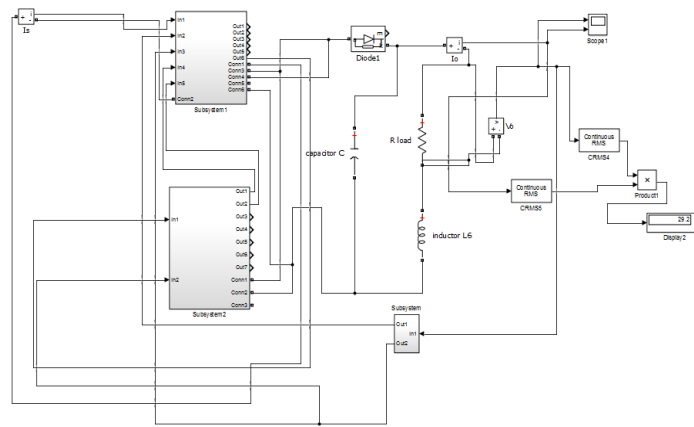 + i -
Is
In1
In2
In3
In4
In5
Conn2
Out1
Out2
Out3
Out4
Out5
Out6
Conn1
Conn3
Conn4
Conn5
Conn6
Subsystem1
m
Diode1
+ i -
Io
Scope1
capacitor C
R load
v
+ -
Vo
Continuous
RMS
CRMS4
Continuous
RMS
CRMS5
×
Product1
29.2
Display2
inductor L6
In1
In2
Out1
Out2
Out3
Out4
Out5
Out6
Out7
Conn1
Conn2
Conn3
Subsystem2
Subsystem
Out1
Out2
In1